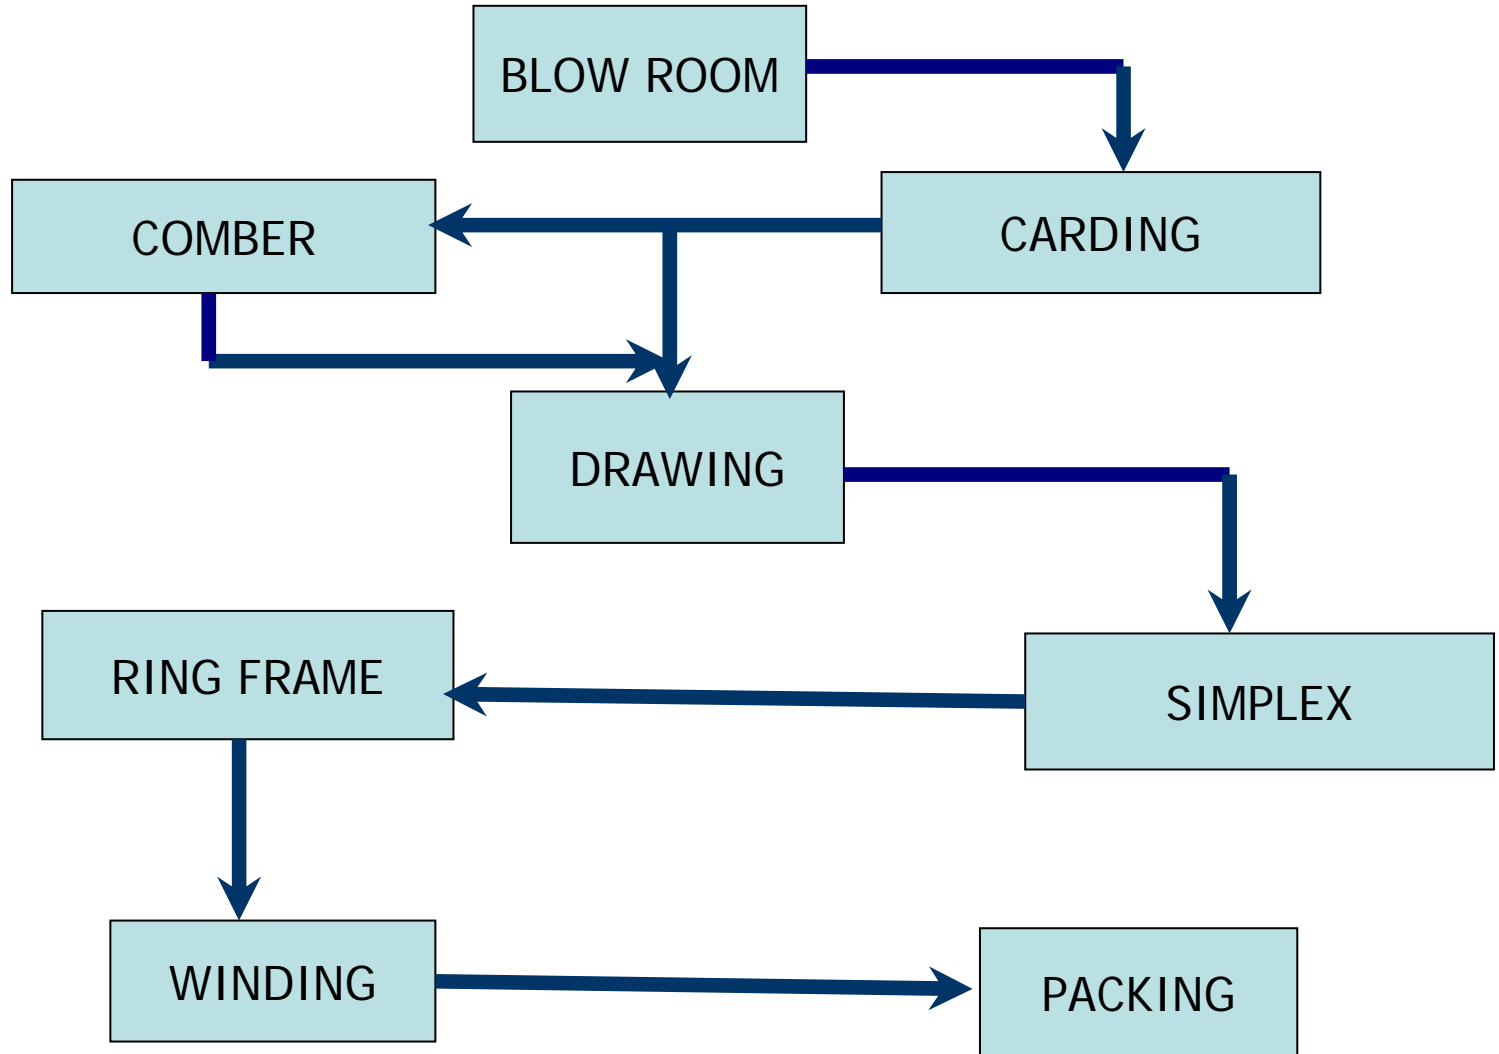 BLOW ROOM
COMBER
CARDING
DRAWING
RING FRAME
SIMPLEX
WINDING
PACKING